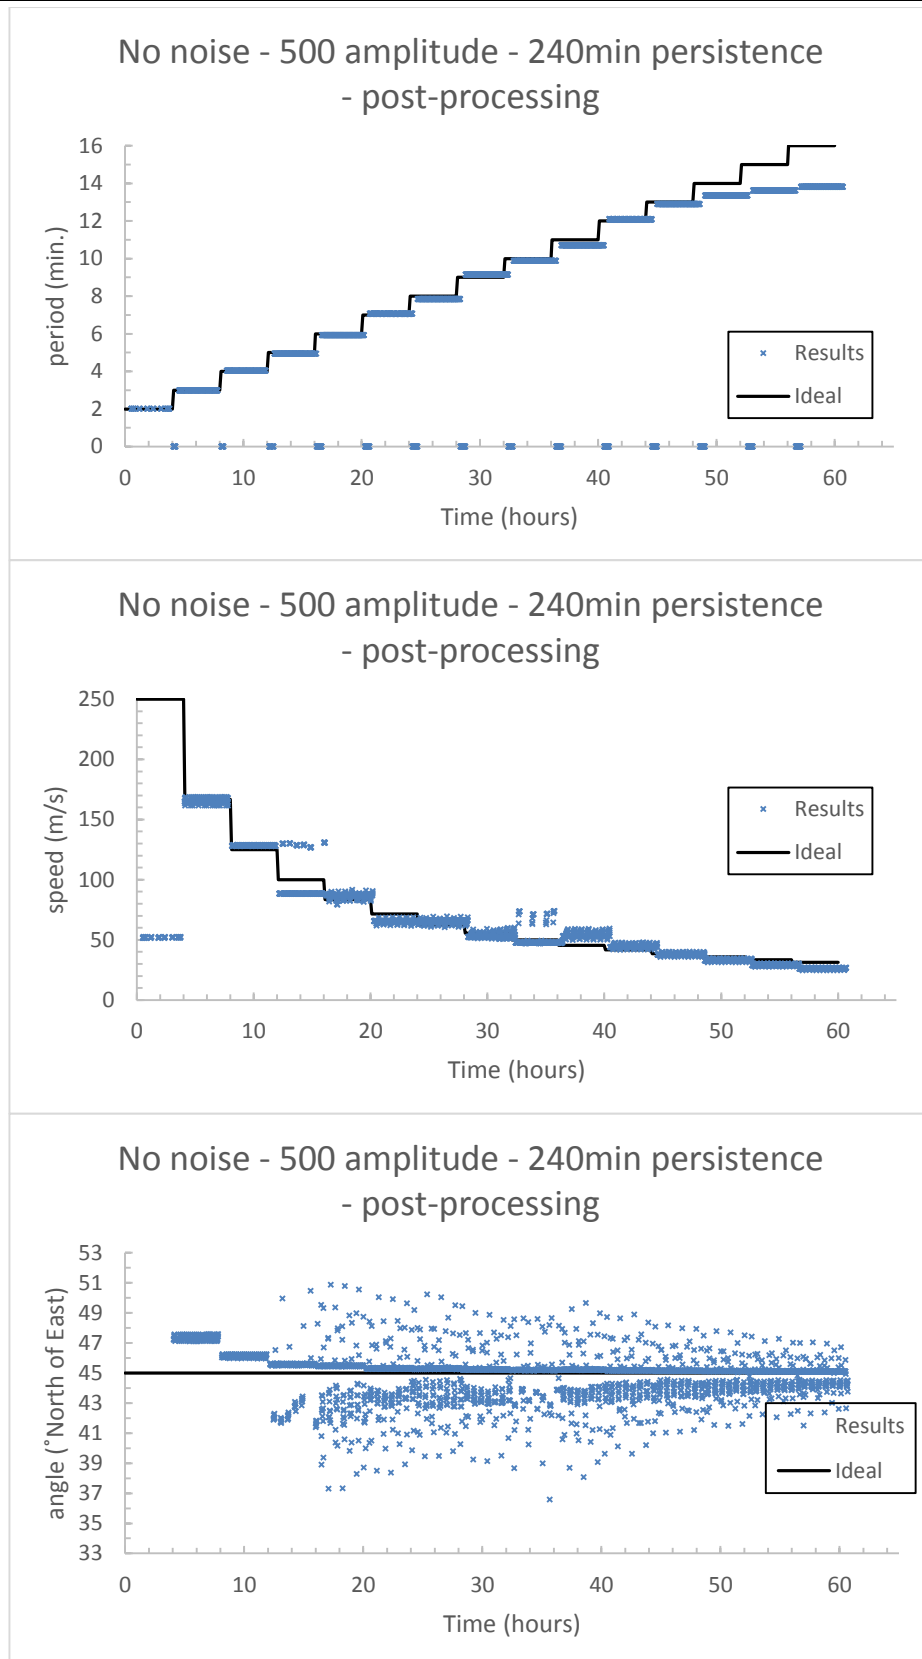 No noise - 500 amplitude - 240min persistence
- post-processing
16
14
12
10
8
6
4
2
0
period (min.)
Results
Ideal
0 10 20 30 40 50 60
Time (hours)
No noise - 500 amplitude - 240min persistence
- post-processing
250
200
150
100
50
0
speed (m/s)
Results
Ideal
0 10 20 30 40 50 60
Time (hours)
No noise - 500 amplitude - 240min persistence
- post-processing
53
51
49
47
45
43
41
39
37
35
33
angle (°North of East)
Results
Ideal
0 10 20 30 40 50 60
Time (hours)